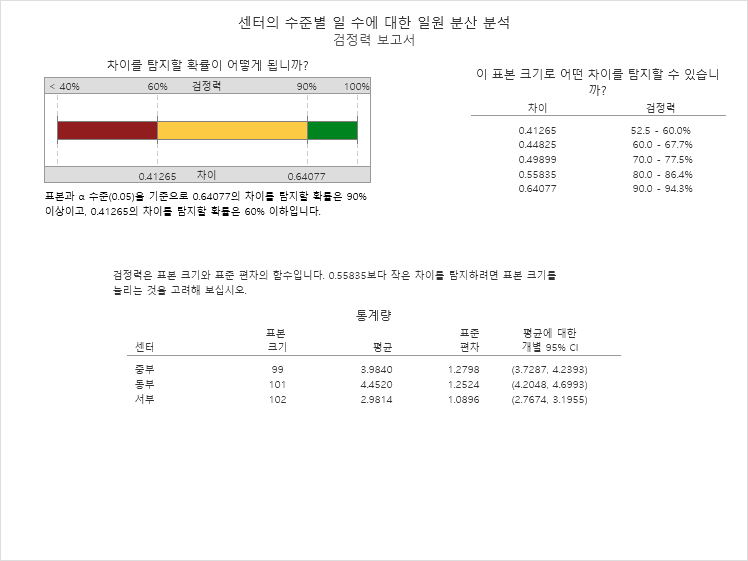 센터의 수준별 일 수에 대한 일원 분산 분석
검정력 보고서
차이를 탐지할 확률이 어떻게 됩니까?
< 40% 60% 검정력 90% 100%
0.41265 차이 0.64077
표본과 α 수준(0.05)을 기준으로 0.64077의 차이를 탐지할 확률은 90%
이상이고, 0.41265의 차이를 탐지할 확률은 60% 이하입니다.
이 표본 크기로 어떤 차이를 탐지할 수 있습니
까?
차이 검정력
0.41265 52.5 - 60.0%
0.44825 60.0 - 67.7%
0.49899 70.0 - 77.5%
0.55835 80.0 - 86.4%
0.64077 90.0 - 94.3%
검정력은 표본 크기와 표준 편차의 함수입니다. 0.55835보다 작은 차이를 탐지하려면 표본 크기를
늘리는 것을 고려해 보십시오.
통계량
표본 표준 평균에 대한
센터 크기 평균 편차 개별 95% CI
중부 99 3.9840 1.2798 (3.7287, 4.2393)
동부 101 4.4520 1.2524 (4.2048, 4.6993)
서부 102 2.9814 1.0896 (2.7674, 3.1955)